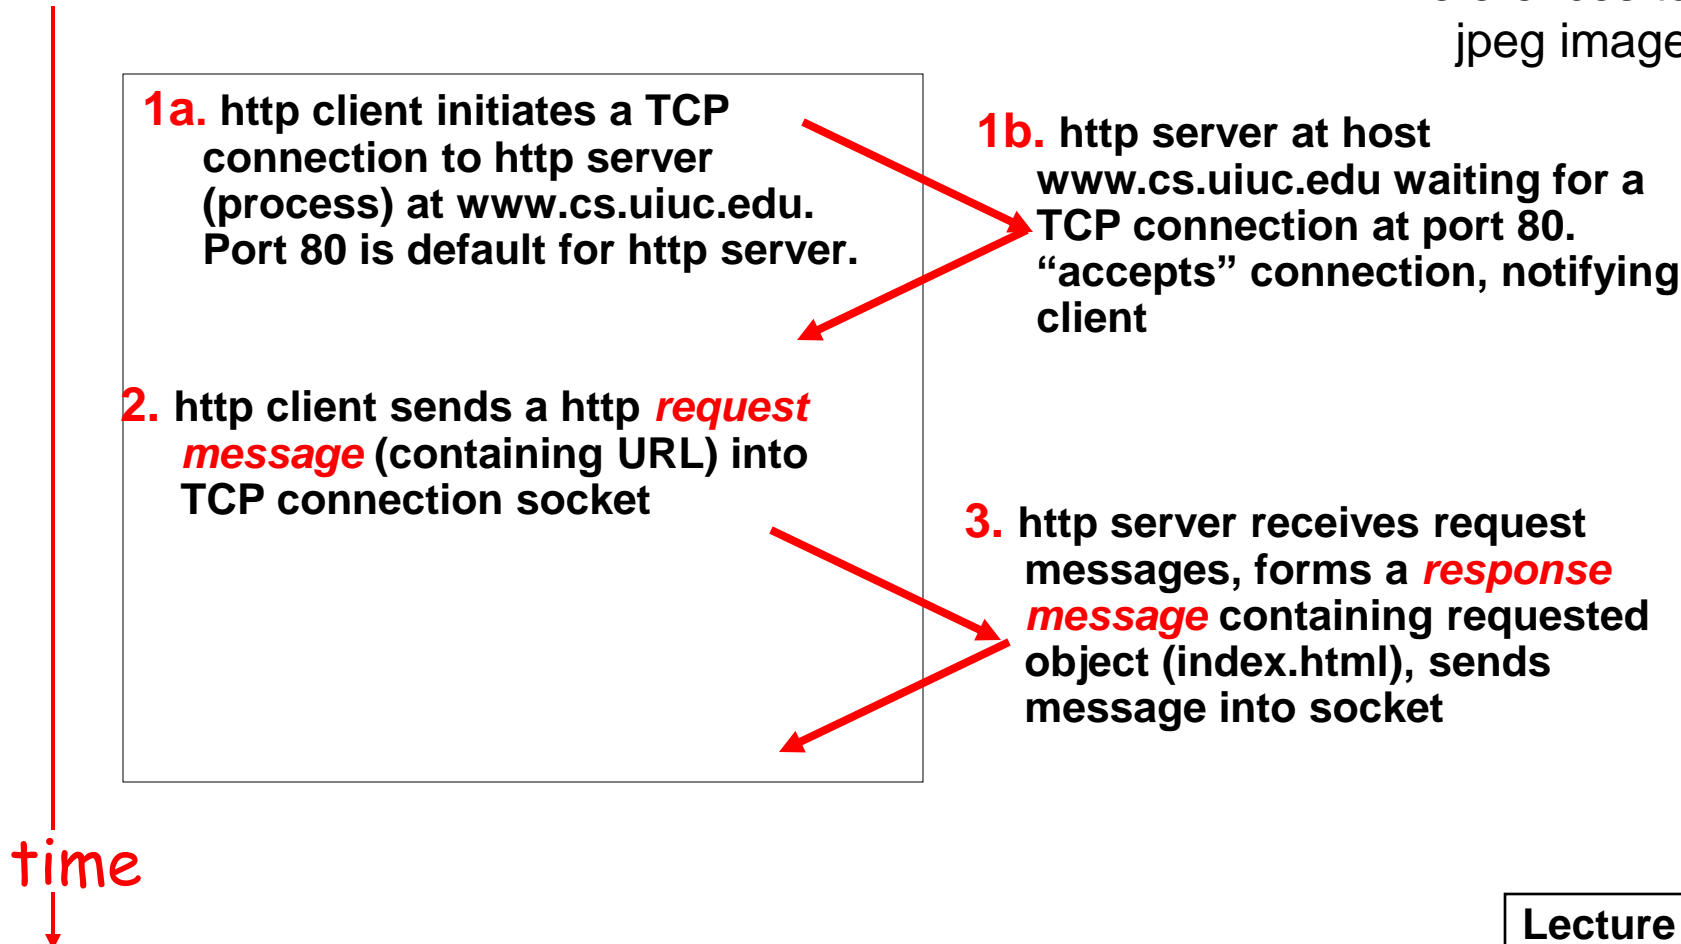 jpeg image
1a. http client initiates a TCP
connection to http server
(process) at www.cs.uiuc.edu.
Port 80 is default for http server.
1b. http server at host
www.cs.uiuc.edu waiting for a
TCP connection at port 80.
“accepts” connection, notifying
client
2. http client sends a http request
message (containing URL) into
TCP connection socket
3. http server receives request
messages, forms a response
message containing requested
object (index.html), sends
message into socket
time
Lecture